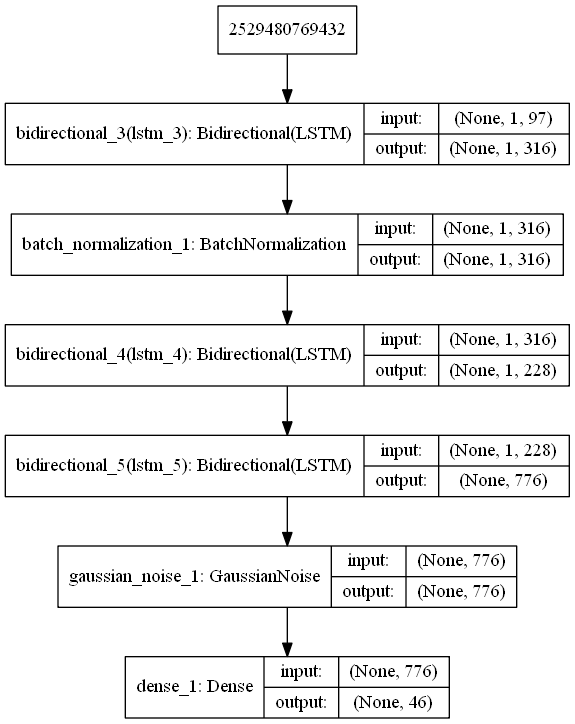 2529480769432
bidirectional_3(lstm_3): Bidirectional(LSTM)
input: (None, 1, 97)
output: (None, 1, 316)
batch_normalization_1: BatchNormalization
input: (None, 1, 316)
output: (None, 1, 316)
bidirectional_4(lstm_4): Bidirectional(LSTM)
input: (None, 1, 316)
output: (None, 1, 228)
bidirectional_5(lstm_5): Bidirectional(LSTM)
input: (None, 1, 228)
output: (None, 776)
gaussian_noise_1: GaussianNoise
input: (None, 776)
output: (None, 776)
dense_1: Dense
input: (None, 776)
output: (None, 46)